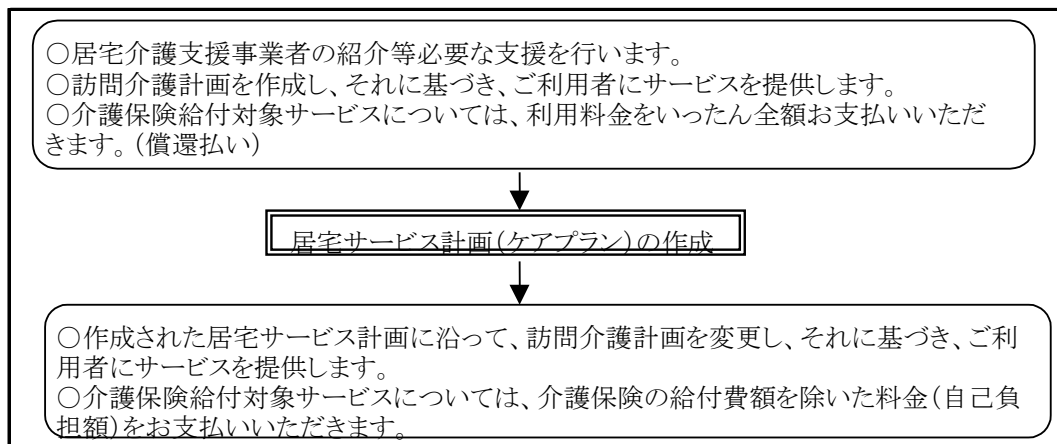 ○居宅介護支援事業者の紹介等必要な支援を行います。
○訪問介護計画を作成し、それに基づき、ご利用者にサービスを提供します。
○介護保険給付対象サービスについては、利用料金をいったん全額お支払いいただ
きます。(償還払い)
居宅サービス計画(ケアプラン)の作成
○作成された居宅サービス計画に沿って、訪問介護計画を変更し、それに基づき、ご利
用者にサービスを提供します。
○介護保険給付対象サービスについては、介護保険の給付費額を除いた料金(自己負
担額)をお支払いいただきます。